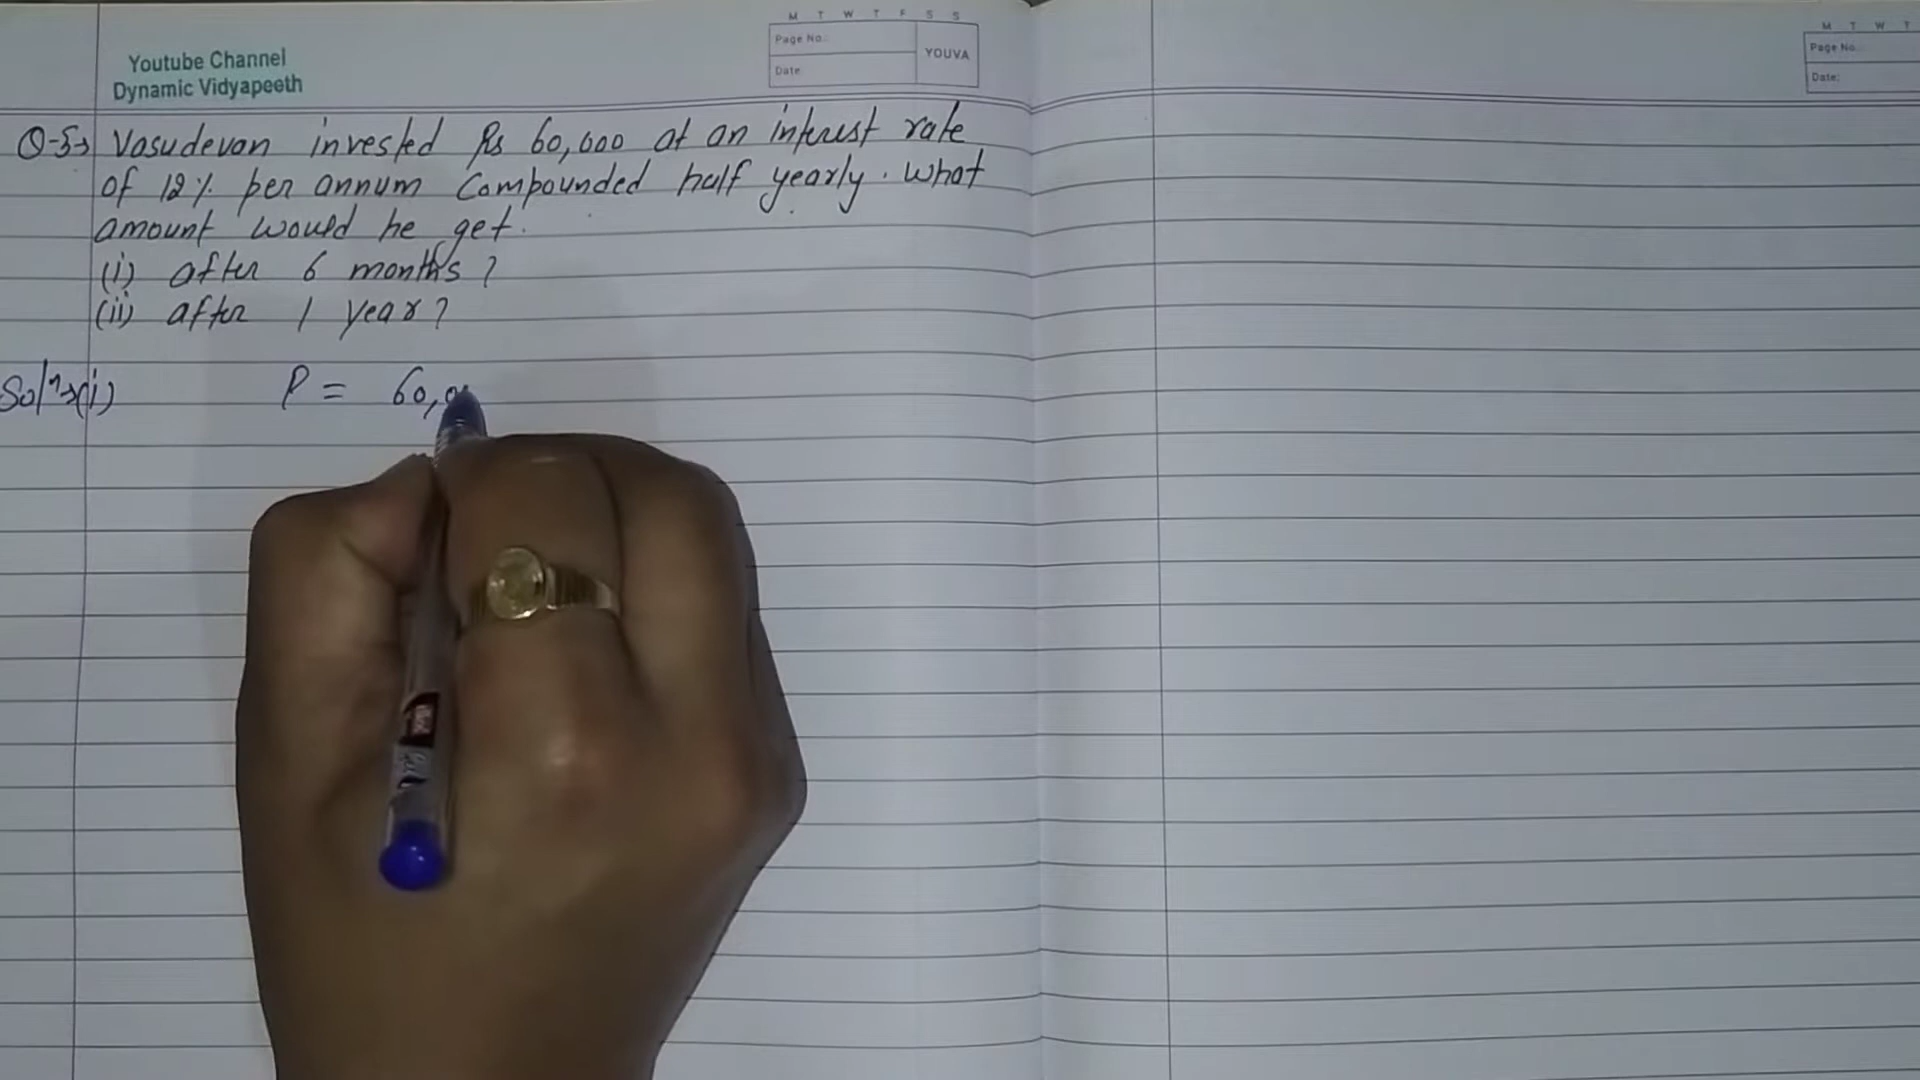 M T W T F S S
Page No.:
YOUVA
Date:
Youtube Channel
Dynamic Vidyapeeth
Q-5→ Vasudevan invested Rs 60,000 at an interest rate
of 12% per annum compounded half yearly. What
amount would he get.
(i) after 6 months?
(ii) after 1 year?
Solⁿ→(i) P = 60,0
M T W T
Page No.
Date: